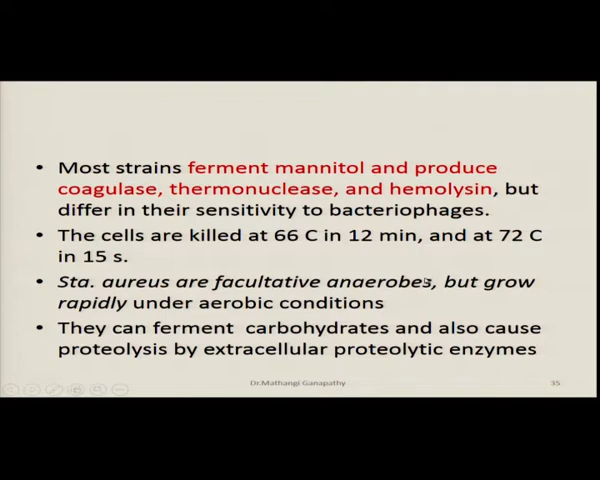 • Most strains ferment mannitol and produce
coagulase, thermonuclease, and hemolysin, but
differ in their sensitivity to bacteriophages.
• The cells are killed at 66 C in 12 min, and at 72 C
in 15 s.
• Sta. aureus are facultative anaerobes, but grow
rapidly under aerobic conditions
• They can ferment  carbohydrates and also cause
proteolysis by extracellular proteolytic enzymes
Dr.Mathangi Ganapathy
35